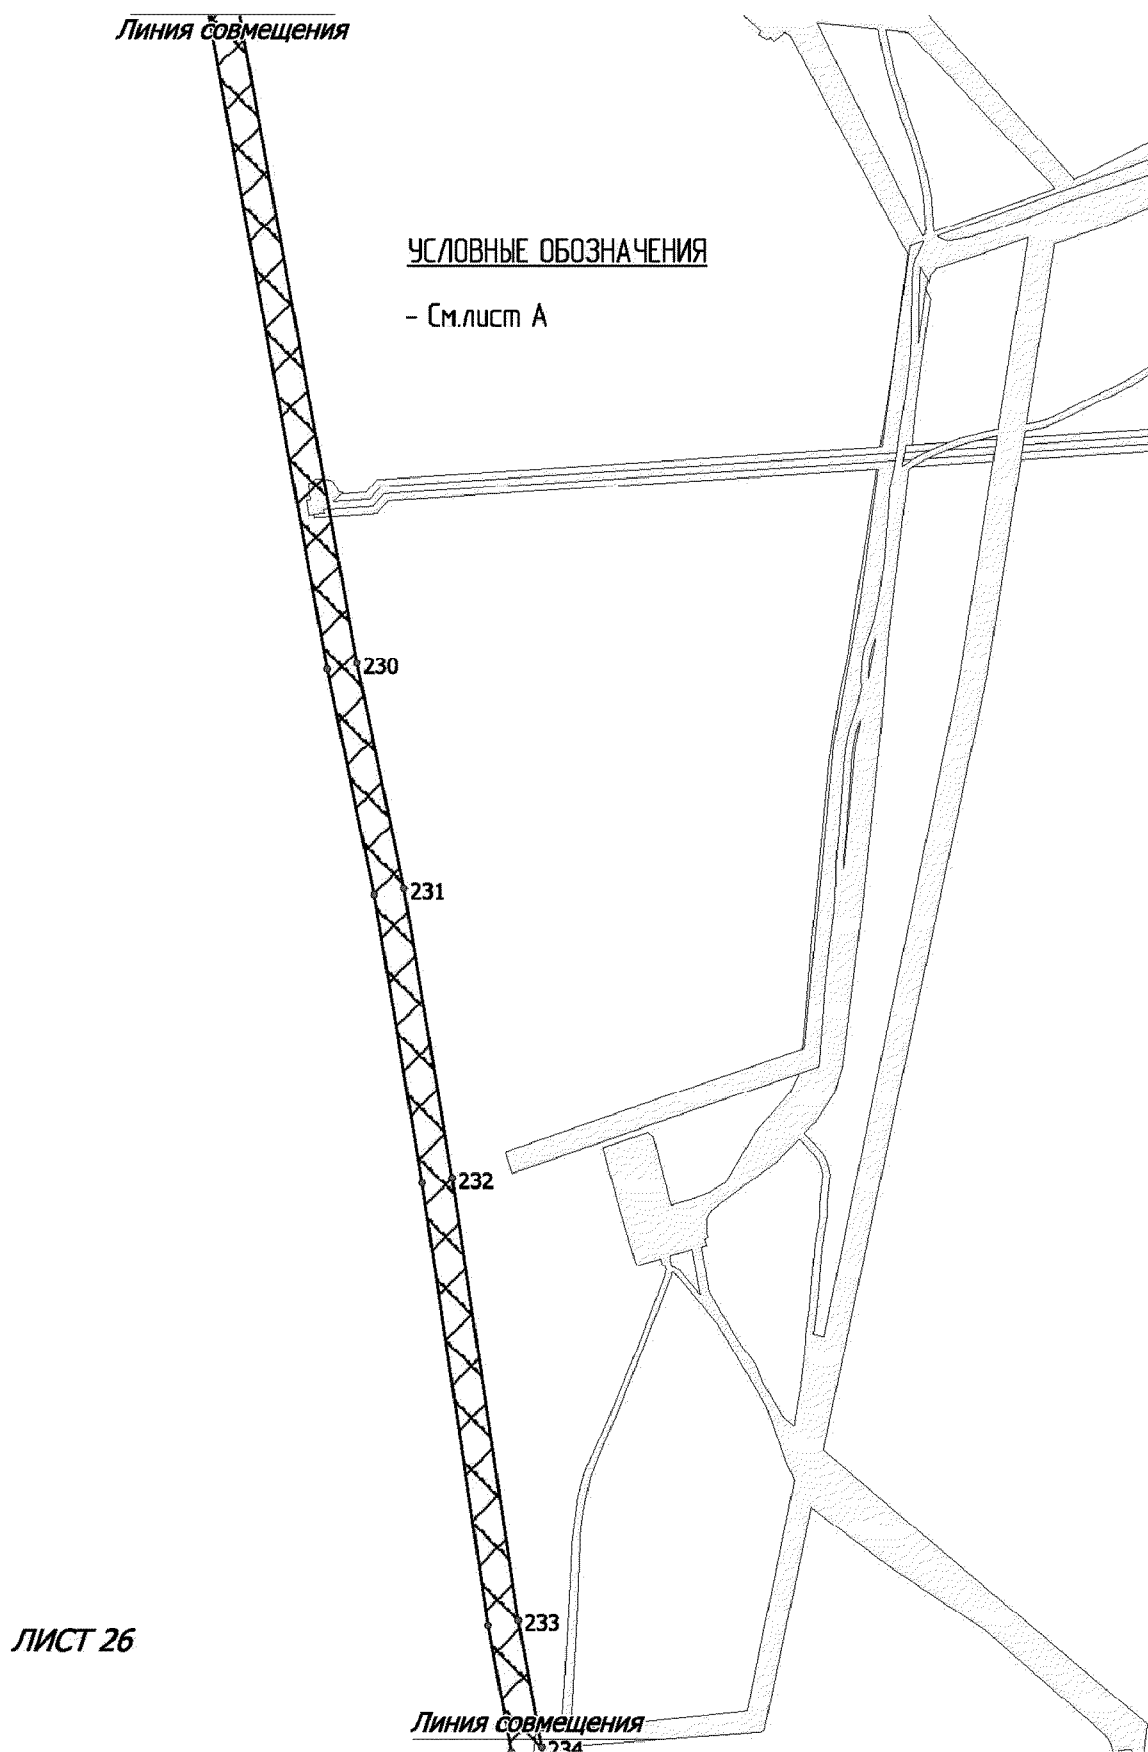 Линия совмещения
УСЛОВНЫЕ ОБОЗНАЧЕНИЯ
- См.лист А
230
231
232
233
ЛИСТ 26
Линия совмещения
234